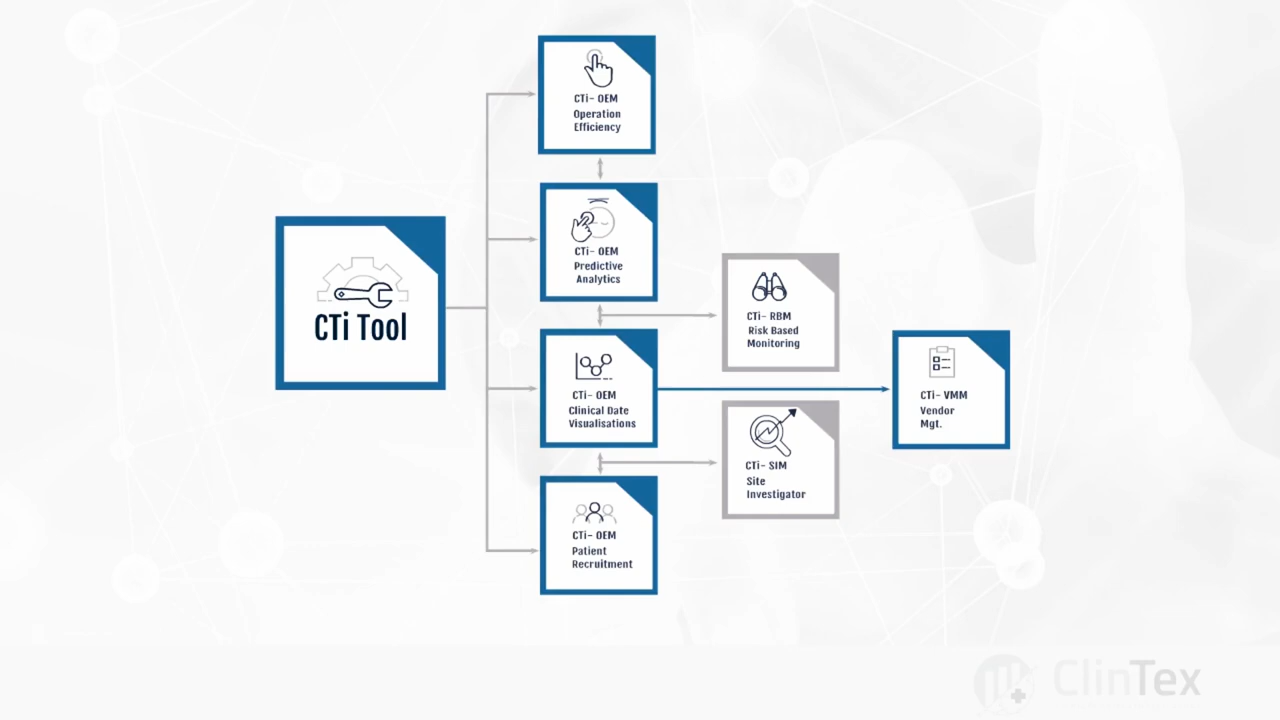 CTi- OEM
Operation
Efficiency
CTi- OEM
Predictive
Analytics
CTi Tool
CTi- RBM
Risk Based
Monitoring
CTi- OEM
Clinical Date
Visualisations
CTi- VMM
Vendor
Mgt.
CTi- SIM
Site
Investigator
CTi- OEM
Patient
Recruitment
ClinTex